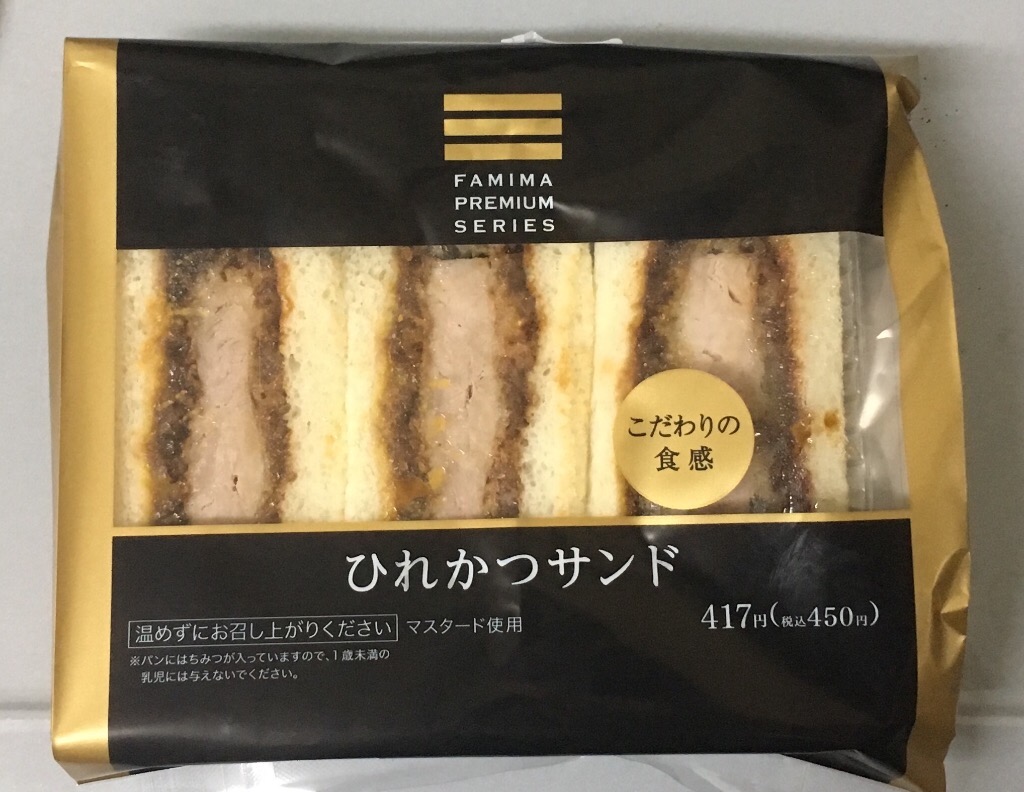 FAMIMA
PREMIUM
SERIES
こだわりの
食感
ひれかつサンド
417円(税込450円)
温めずにお召し上がりください マスタード使用
※パンにはちみつが入っていますので、1歳未満の
乳児には与えないでください。